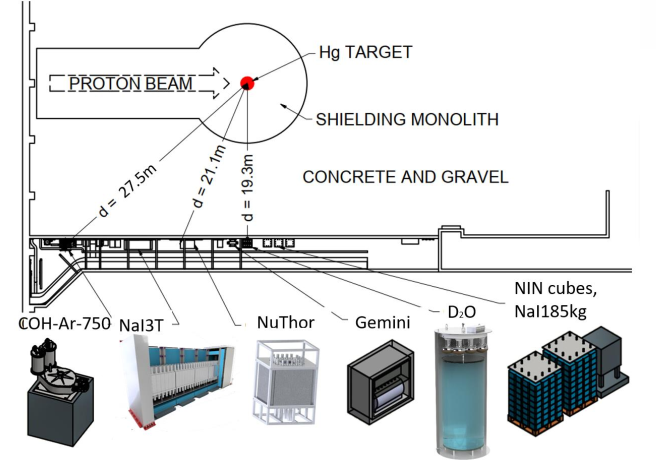 Hg TARGET
PROTON BEAM
SHIELDING MONOLITH
d = 27.5m
d = 21.1m
d = 19.3m
CONCRETE AND GRAVEL
NIN cubes,
NaI185kg
COH-Ar-750
NaI3T
NuThor
Gemini
D₂O